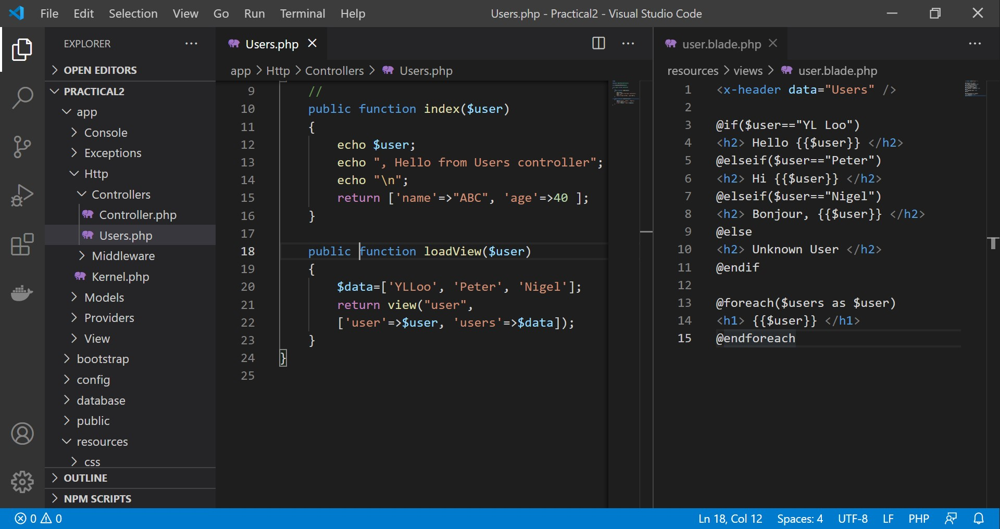 File Edit Selection View Go Run Terminal Help
Users.php - Practical2 - Visual Studio Code
EXPLORER
OPEN EDITORS
PRACTICAL2
app
Console
Exceptions
Http
Controllers
Controller.php
Users.php
Middleware
Kernel.php
Models
Providers
View
bootstrap
config
database
public
resources
css
OUTLINE
NPM SCRIPTS
Users.php
app > Http > Controllers > Users.php
9 //
10 public function index($user)
11 {
12 echo $user;
13 echo ", Hello from Users controller";
14 echo "\n";
15 return ['name'=>"ABC", 'age'=>40 ];
16 }
17
18 public function loadView($user)
19 {
20 $data=['YLLoo', 'Peter', 'Nigel'];
21 return view("user",
22 ['user'=>$user, 'users'=>$data]);
23 }
24 }
25
user.blade.php
resources > views > user.blade.php
1 <x-header data="Users" />
2
3 @if($user=="YL Loo")
4 <h2> Hello {{$user}} </h2>
5 @elseif($user=="Peter")
6 <h2> Hi {{$user}} </h2>
7 @elseif($user=="Nigel")
8 <h2> Bonjour, {{$user}} </h2>
9 @else
10 <h2> Unknown User </h2>
11 @endif
12
13 @foreach($users as $user)
14 <h1> {{$user}} </h1>
15 @endforeach
0 0
Ln 18, Col 12 Spaces: 4 UTF-8 LF PHP